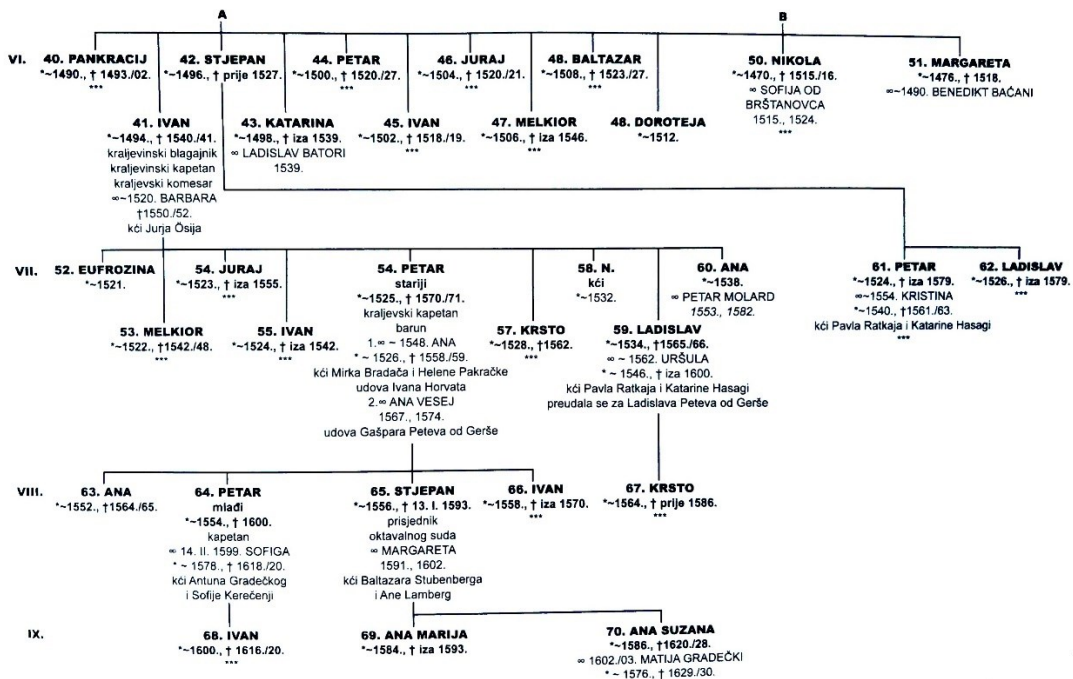 A
B
VI.
40. PANKRACIJ
*~1490., † 1493./02.
***
41. IVAN
*~1494., † 1540./41.
kraljevinski blagajnik
kraljevinski kapetan
kraljevski komesar
∞~1520. BARBARA
†1550./52.
kći Jurja Ösija
42. STJEPAN
*~1496., † prije 1527.
43. KATARINA
*~1498., † iza 1539.
∞ LADISLAV BATORI
1539.
44. PETAR
*~1500., † 1520./27.
***
45. IVAN
*~1502., † 1518./19.
***
46. JURAJ
*~1504., † 1520./21.
***
47. MELKIOR
*~1506., † iza 1546.
***
48. BALTAZAR
*~1508., † 1523./27.
***
48. DOROTEJA
*~1512.
50. NIKOLA
*~1470., † 1515./16.
∞ SOFIJA OD
BRŠTANOVCA
1515., 1524.
***
51. MARGARETA
*~1476., † 1518.
∞~1490. BENEDIKT BAĆANI
VII.
52. EUFROZINA
*~1521.
53. MELKIOR
*~1522., †1542./48.
***
54. JURAJ
*~1523., † iza 1555.
***
55. IVAN
*~1524., † iza 1542.
***
54. PETAR
stariji
*~1525., † 1570./71.
kraljevski kapetan
barun
1.∞ ~ 1548. ANA
* ~ 1526., † 1558./59.
kći Mirka Bradača i Helene Pakračke
udova Ivana Horvata
2.∞ ANA VESEJ
1567., 1574.
udova Gašpara Peteva od Gerše
57. KRSTO
*~1528., †1562.
***
58. N.
kći
*~1532.
59. LADISLAV
*~1534., †1565./66.
∞ ~ 1562. URŠULA
* ~ 1546., † iza 1600.
kći Pavla Ratkaja i Katarine Hasagi
preudala se za Ladislava Peteva od Gerše
60. ANA
*~1538.
∞ PETAR MOLARD
1553., 1582.
61. PETAR
*~1524., † iza 1579.
∞~1554. KRISTINA
*~1540., †1561./63.
kći Pavla Ratkaja i Katarine Hasagi
***
62. LADISLAV
*~1526., † iza 1579.
***
VIII.
63. ANA
*~1552., †1564./65.
64. PETAR
mlađi
*~1554., † 1600.
kapetan
∞ 14. II. 1599. SOFIGA
* ~ 1578., † 1618./20.
kći Antuna Gradečkog
i Sofije Kerečenji
65. STJEPAN
*~1556., † 13. I. 1593.
prisjednik
oktavalnog suda
∞ MARGARETA
1591., 1602.
kći Baltazara Stubenberga
i Ane Lamberg
66. IVAN
*~1558., † iza 1570.
***
67. KRSTO
*~1564., † prije 1586.
***
IX.
68. IVAN
*~1600., † 1616./20.
***
69. ANA MARIJA
*~1584., † iza 1593.
70. ANA SUZANA
*~1586., †1620./28.
∞ 1602./03. MATIJA GRADEČKI
* ~ 1576., † 1629./30.